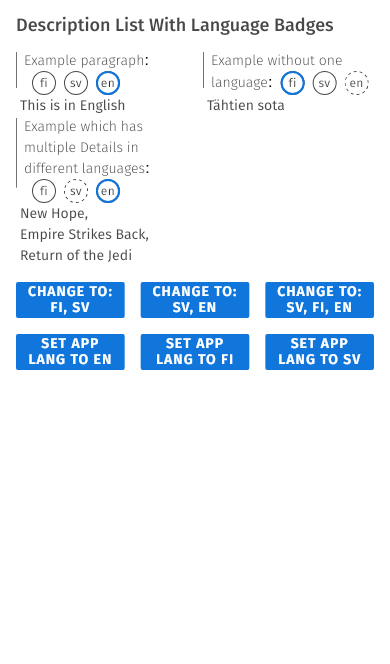 Description List With Language Badges
Example paragraph:
fi sv en
This is in English
Example without one
language: fi sv en
Tähtien sota
Example which has
multiple Details in
different languages:
fi sv en
New Hope,
Empire Strikes Back,
Return of the Jedi
CHANGE TO:
FI, SV
CHANGE TO:
SV, EN
CHANGE TO:
SV, FI, EN
SET APP
LANG TO EN
SET APP
LANG TO FI
SET APP
LANG TO SV